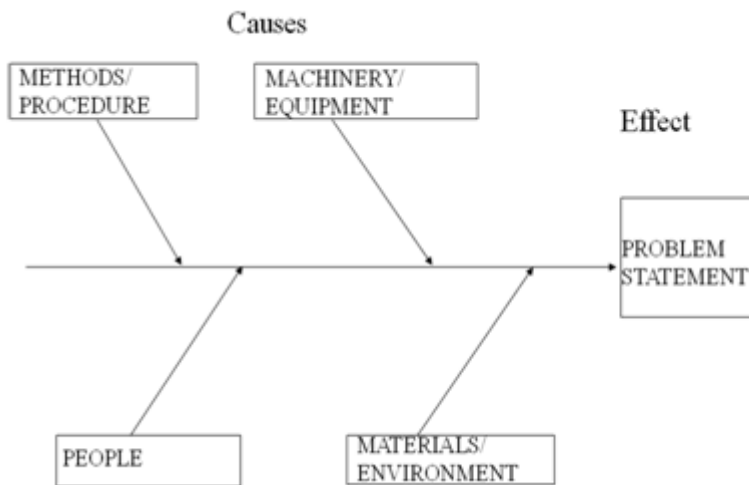 Causes
METHODS/
PROCEDURE
MACHINERY/
EQUIPMENT
Effect
PROBLEM
STATEMENT
PEOPLE
MATERIALS/
ENVIRONMENT